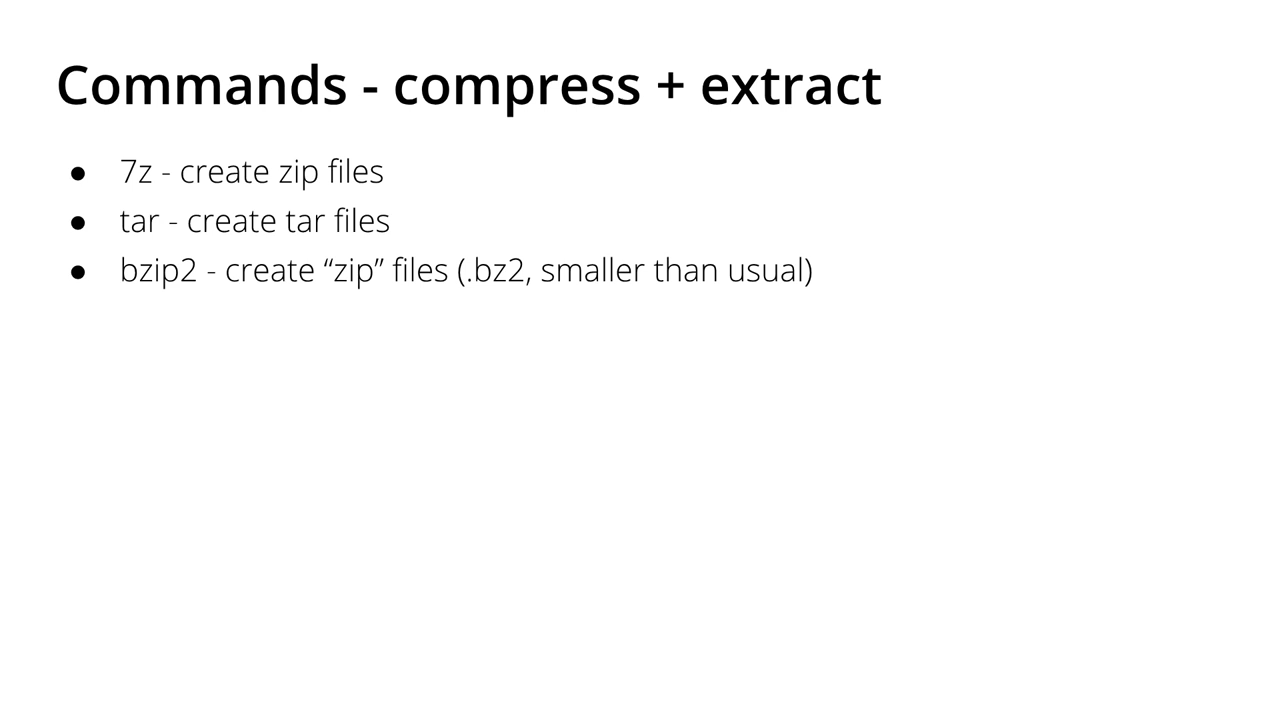 Commands - compress + extract
● 7z - create zip files
● tar - create tar files
● bzip2 - create “zip” files (.bz2, smaller than usual)